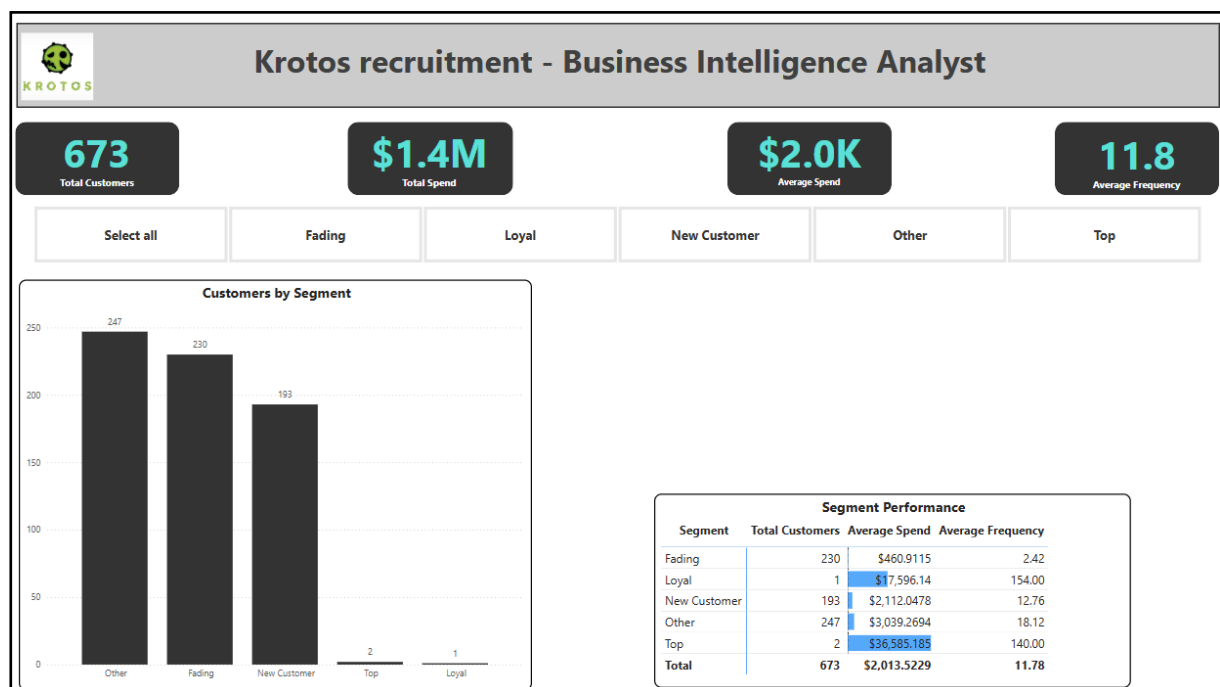 Krotos recruitment - Business Intelligence Analyst
KROTOS
673
Total Customers
$1.4M
Total Spend
$2.0K
Average Spend
11.8
Average Frequency
Select all Fading Loyal New Customer Other Top
Customers by Segment
250
200
150
100
50
0
247
230
193
2
1
Other Fading New Customer Top Loyal
Segment Performance
Segment Total Customers Average Spend Average Frequency
Fading 230 $460.9115 2.42
Loyal 1 $17,596.14 154.00
New Customer 193 $2,112.0478 12.76
Other 247 $3,039.2694 18.12
Top 2 $36,585.185 140.00
Total 673 $2,013.5229 11.78